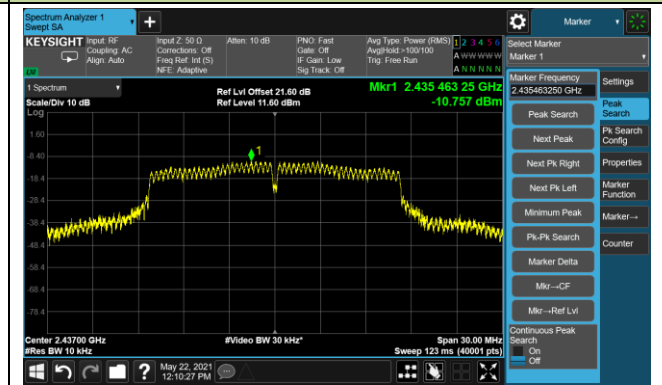 Spectrum Analyzer 1
Swept SA
Marker
KEYSIGHT
Input: RF
Coupling: AC
Align: Auto
Input Z: 50 Ω
Corrections: Off
Freq Ref: Int (S)
NFE: Adaptive
Atten: 10 dB
PNO: Fast
Gate: Off
IF Gain: Low
Sig Track: Off
Avg Type: Power (RMS)
Avg|Hold:>100/100
Trig: Free Run
1 2 3 4 5 6
A WW WW W
A N N N N N
LNI
Select Marker
Marker 1
1 Spectrum
Scale/Div 10 dB
Log
Ref Lvl Offset 21.60 dB
Ref Level 11.60 dBm
Mkr1 2.435 463 25 GHz
-10.757 dBm
1.60
-8.40
-18.4
-28.4
-38.4
-48.4
-58.4
-68.4
-78.4
1
Center 2.43700 GHz
#Res BW 10 kHz
#Video BW 30 kHz*
Span 30.00 MHz
Sweep 123 ms (40001 pts)
Marker Frequency
2.435463250 GHz
Peak Search
Next Peak
Next Pk Right
Next Pk Left
Minimum Peak
Pk-Pk Search
Marker Delta
Mkr→CF
Mkr→Ref Lvl
Continuous Peak
Search
On
Off
Settings
Peak
Search
Pk Search
Config
Properties
Marker
Function
Marker→
Counter
?
May 22, 2021
12:10:27 PM